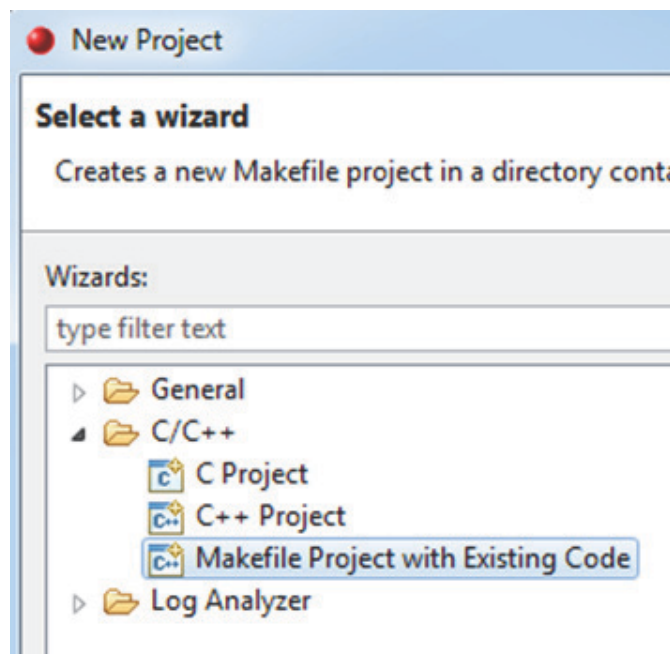 New Project
Select a wizard
Creates a new Makefile project in a directory conta
Wizards:
type filter text
General
C/C++
C Project
C++ Project
Makefile Project with Existing Code
Log Analyzer